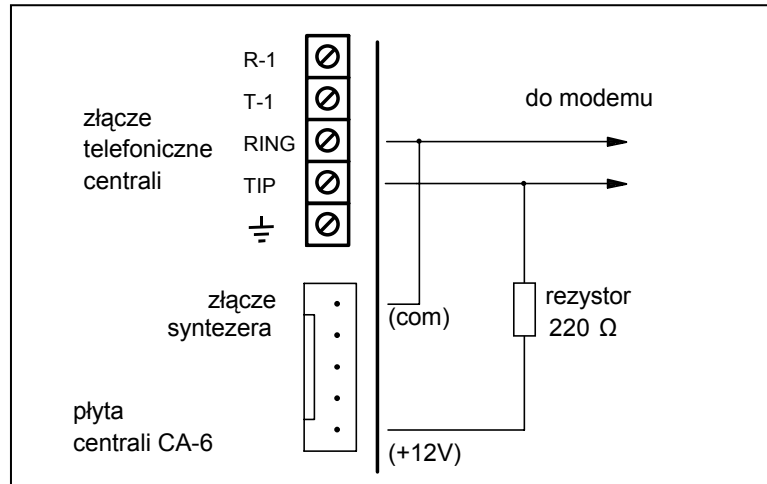 R-1
T-1
RING
TIP
złącze
telefoniczne
centrali
do modemu
złącze
syntezera
(com)
rezystor
220 Ω
płyta
centrali CA-6
(+12V)